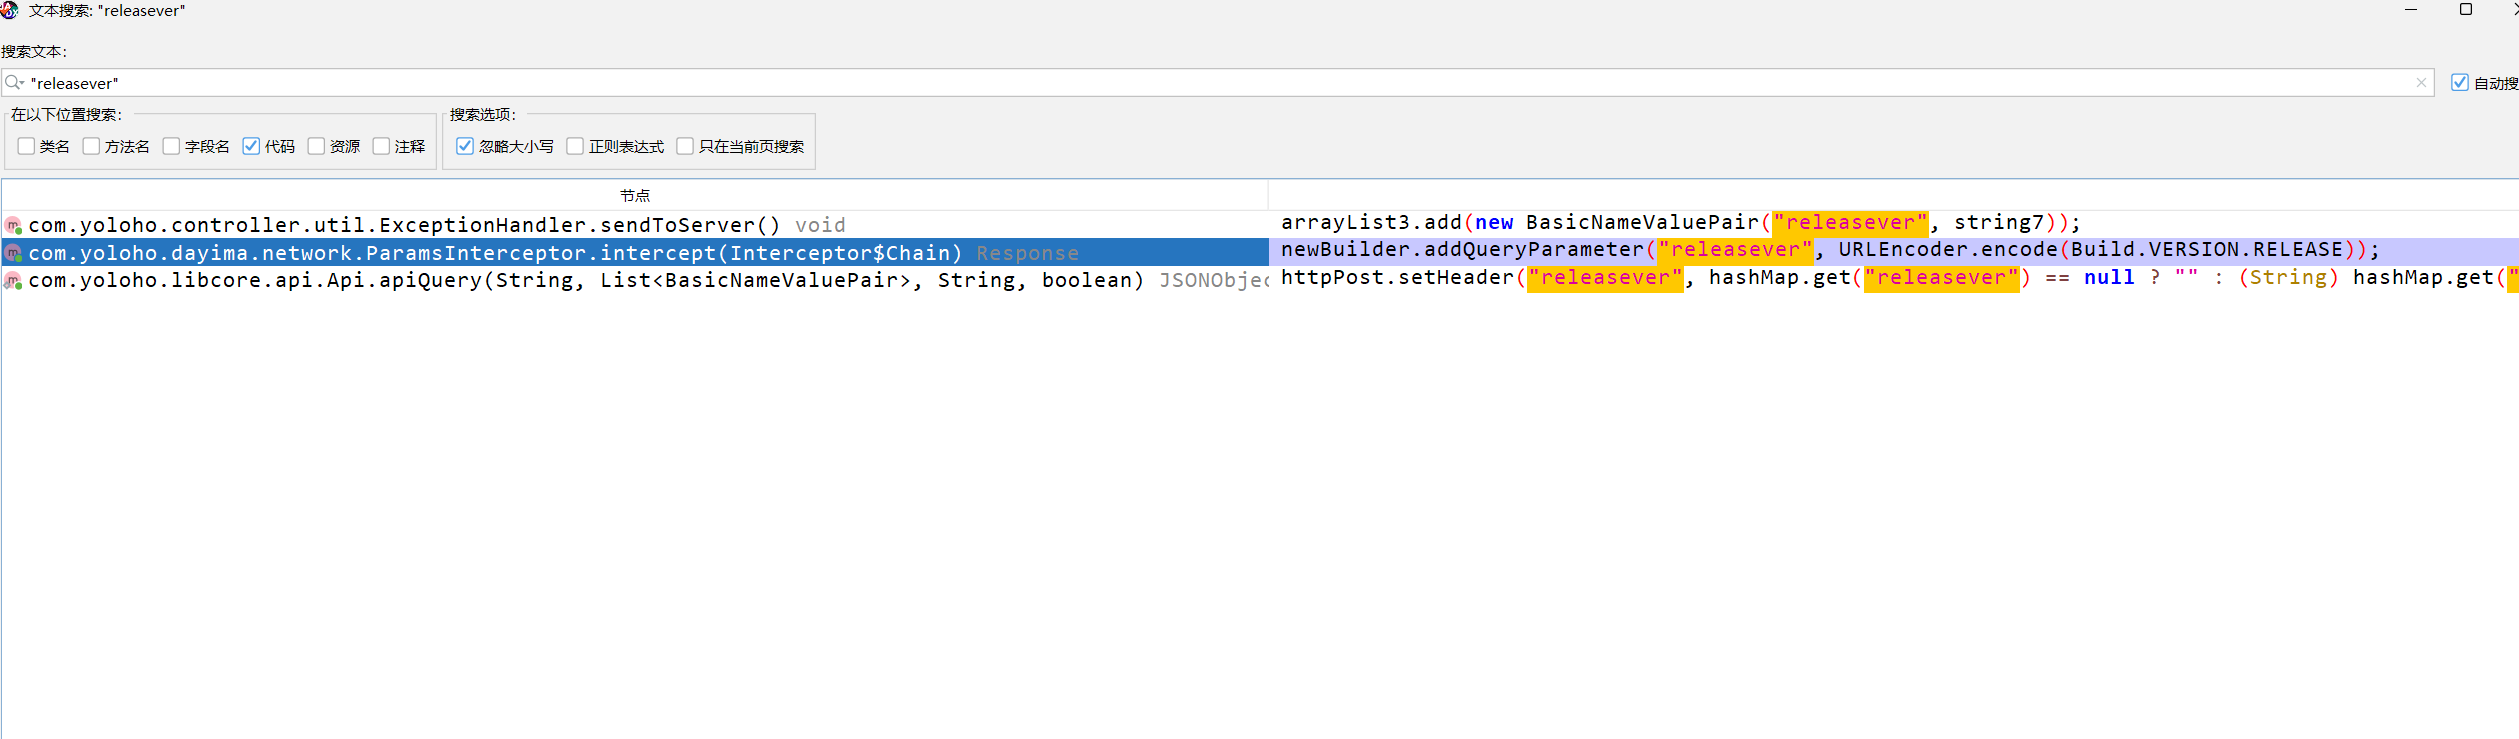 文本搜索: "releasever"
搜索文本:
"releasever"
自动搜
在以下位置搜索:
类名 方法名 字段名 代码 资源 注释
搜索选项:
忽略大小写 正则表达式 只在当前页搜索
节点
com.yoloho.controller.util.ExceptionHandler.sendToServer() void arrayList3.add(new BasicNameValuePair("releasever", string7));
com.yoloho.dayima.network.ParamsInterceptor.intercept(Interceptor$Chain) Response newBuilder.addQueryParameter("releasever", URLEncoder.encode(Build.VERSION.RELEASE));
com.yoloho.libcore.api.Api.apiQuery(String, List<BasicNameValuePair>, String, boolean) JSONObjec httpPost.setHeader("releasever", hashMap.get("releasever") == null ? "" : (String) hashMap.get("